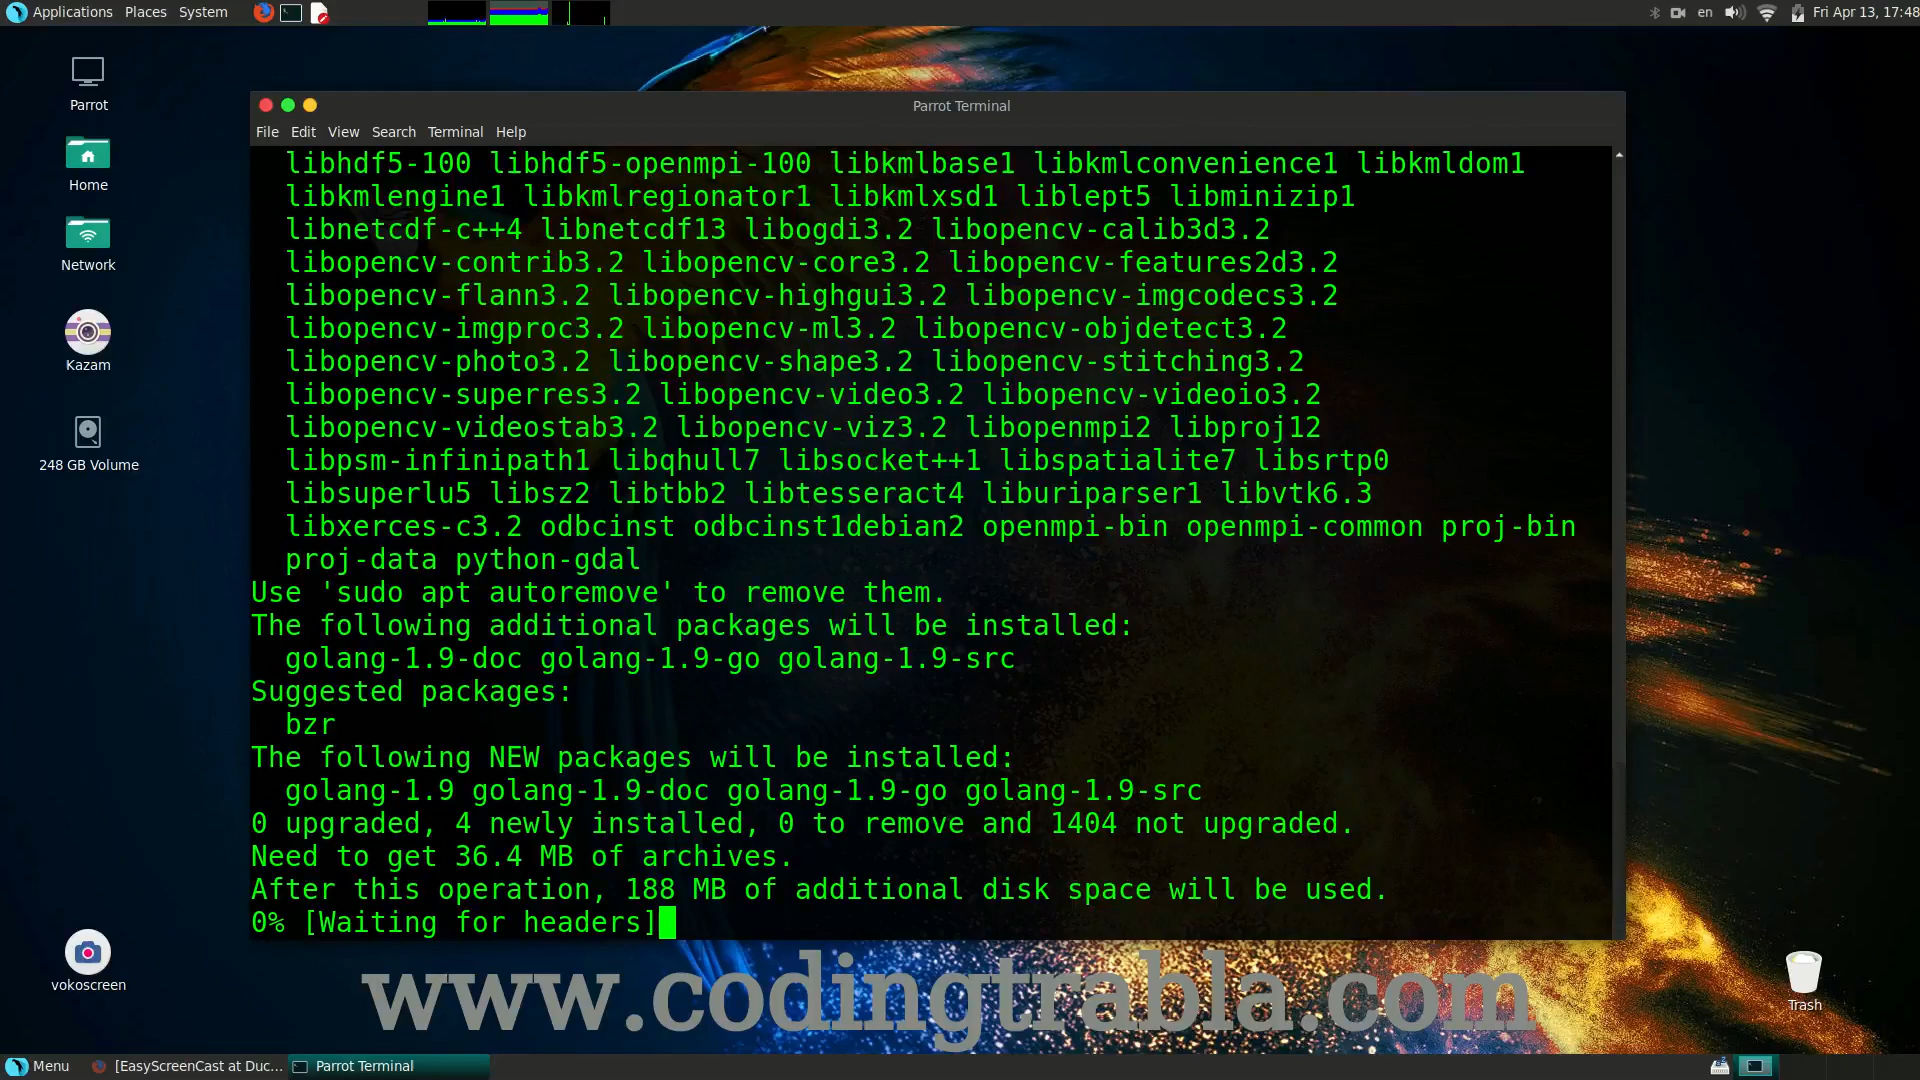 Applications Places System
en
Fri Apr 13, 17:48
Parrot
Home
Network
Kazam
248 GB Volume
vokoscreen
Parrot Terminal
File Edit View Search Terminal Help
libhdf5-100 libhdf5-openmpi-100 libkmlbase1 libkmlconvenience1 libkmldom1
libkmlengine1 libkmlregionator1 libkmlxsd1 liblept5 libminizip1
libnetcdf-c++4 libnetcdf13 libogdi3.2 libopencv-calib3d3.2
libopencv-contrib3.2 libopencv-core3.2 libopencv-features2d3.2
libopencv-flann3.2 libopencv-highgui3.2 libopencv-imgcodecs3.2
libopencv-imgproc3.2 libopencv-ml3.2 libopencv-objdetect3.2
libopencv-photo3.2 libopencv-shape3.2 libopencv-stitching3.2
libopencv-superres3.2 libopencv-video3.2 libopencv-videoio3.2
libopencv-videostab3.2 libopencv-viz3.2 libopenmpi2 libproj12
libpsm-infinipath1 libqhull7 libsocket++1 libspatialite7 libsrtp0
libsuperlu5 libsz2 libtbb2 libtesseract4 liburiparser1 libvtk6.3
libxerces-c3.2 odbcinst odbcinst1debian2 openmpi-bin openmpi-common proj-bin
proj-data python-gdal
Use 'sudo apt autoremove' to remove them.
The following additional packages will be installed:
golang-1.9-doc golang-1.9-go golang-1.9-src
Suggested packages:
bzr
The following NEW packages will be installed:
golang-1.9 golang-1.9-doc golang-1.9-go golang-1.9-src
0 upgraded, 4 newly installed, 0 to remove and 1404 not upgraded.
Need to get 36.4 MB of archives.
After this operation, 188 MB of additional disk space will be used.
0% [Waiting for headers]
www.codingtrabla.com
Trash
Menu
[EasyScreenCast at Duc...
Parrot Terminal